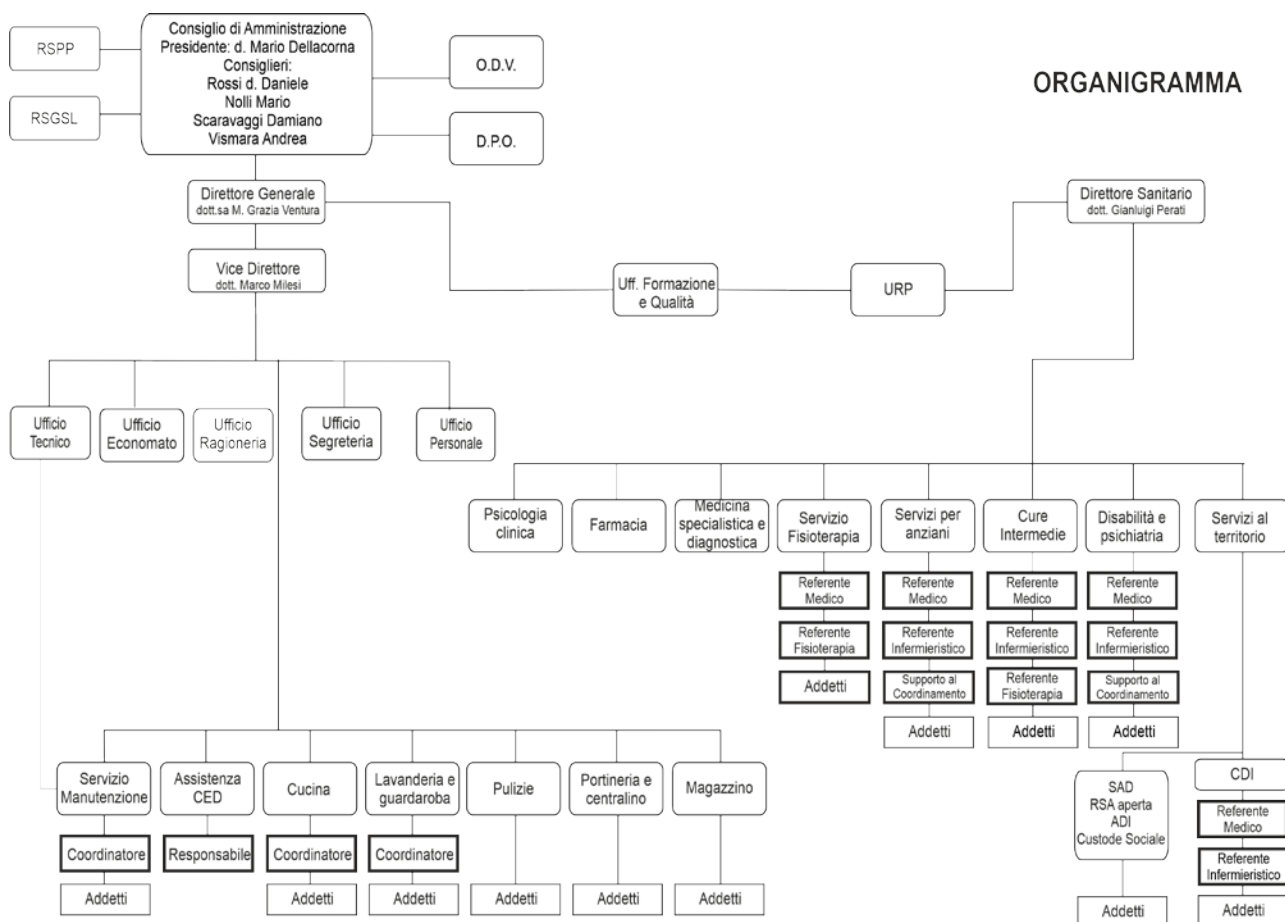 ORGANIGRAMMA
RSPP
RSGSL
Consiglio di Amministrazione
Presidente: d. Mario Dellacorna
Consiglieri:
Rossi d. Daniele
Nolli Mario
Scaravaggi Damiano
Vismara Andrea
O.D.V.
D.P.O.
Direttore Generale
dott.sa M. Grazia Ventura
Direttore Sanitario
dott. Gianluigi Perati
Vice Direttore
dott. Marco Milesi
Uff. Formazione
e Qualità
URP
Ufficio
Tecnico
Ufficio
Economato
Ufficio
Ragioneria
Ufficio
Segreteria
Ufficio
Personale
Psicologia
clinica
Farmacia
Medicina
specialistica e
diagnostica
Servizio
Fisioterapia
Servizi per
anziani
Cure
Intermedie
Disabilità e
psichiatria
Servizi al
territorio
Referente
Medico
Referente
Fisioterapia
Addetti
Referente
Medico
Referente
Infermieristico
Supporto al
Coordinamento
Addetti
Referente
Medico
Referente
Infermieristico
Referente
Fisioterapia
Addetti
Referente
Medico
Referente
Infermieristico
Supporto al
Coordinamento
Addetti
Servizio
Manutenzione
Coordinatore
Addetti
Assistenza
CED
Responsabile
Cucina
Coordinatore
Addetti
Lavanderia e
guardaroba
Coordinatore
Addetti
Pulizie
Addetti
Portineria e
centralino
Addetti
Magazzino
Addetti
SAD
RSA aperta
ADI
Custode Sociale
Addetti
CDI
Referente
Medico
Referente
Infermieristico
Addetti